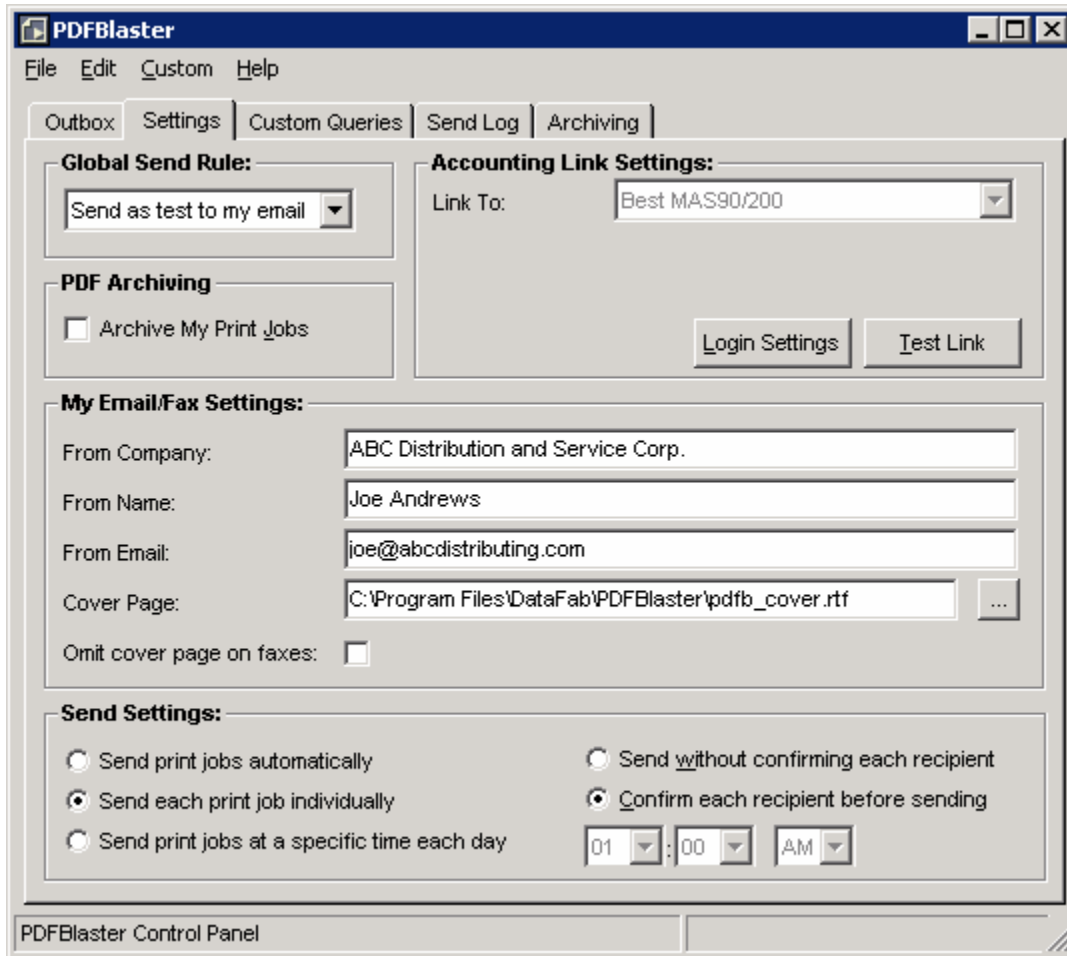 PDFBlaster
File Edit Custom Help
Outbox Settings Custom Queries Send Log Archiving
Global Send Rule:
Send as test to my email
Accounting Link Settings:
Link To: Best MAS90/200
PDF Archiving
Archive My Print Jobs
Login Settings Test Link
My Email/Fax Settings:
From Company: ABC Distribution and Service Corp.
From Name: Joe Andrews
From Email: joe@abcdistributing.com
Cover Page: C:\Program Files\DataFab\PDFBlaster\pdfb_cover.rtf ...
Omit cover page on faxes:
Send Settings:
Send print jobs automatically
Send each print job individually
Send print jobs at a specific time each day
Send without confirming each recipient
Confirm each recipient before sending
01 : 00 AM
PDFBlaster Control Panel